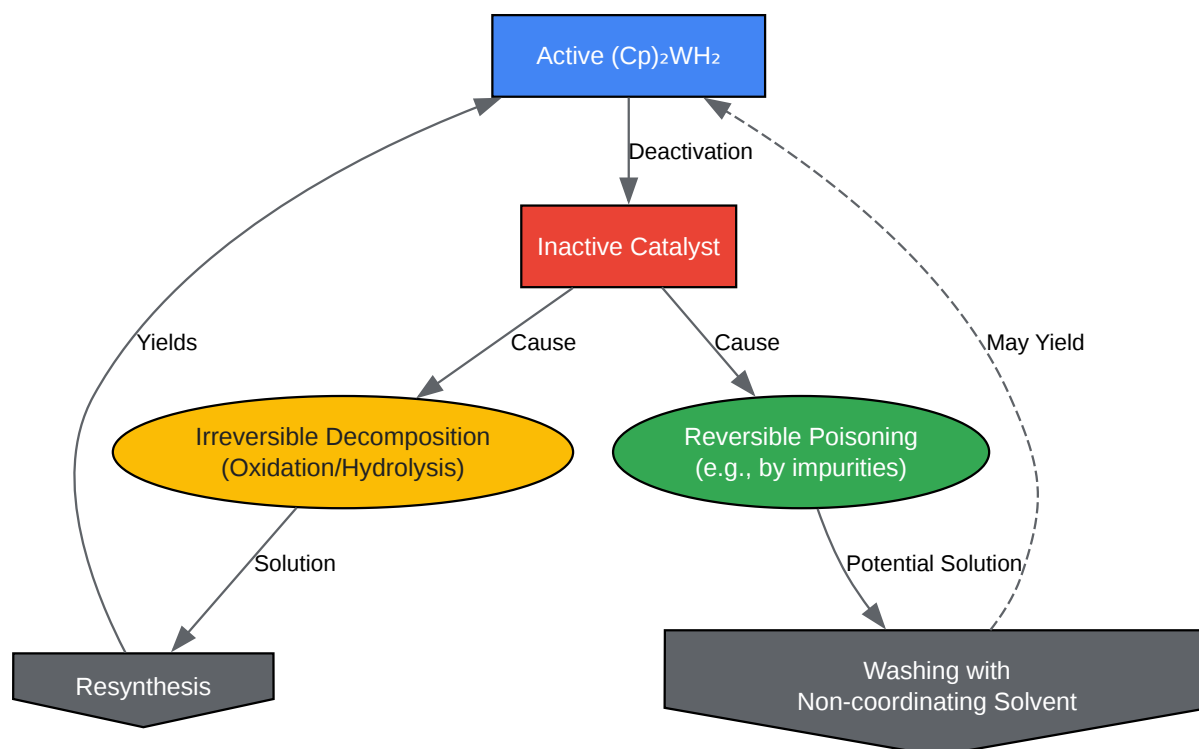 Active (Cp)₂WH₂
Deactivation
Inactive Catalyst
Yields
Cause
Cause
May Yield
Irreversible Decomposition
(Oxidation/Hydrolysis)
Reversible Poisoning
(e.g., by impurities)
Solution
Potential Solution
Resynthesis
Washing with
Non-coordinating Solvent